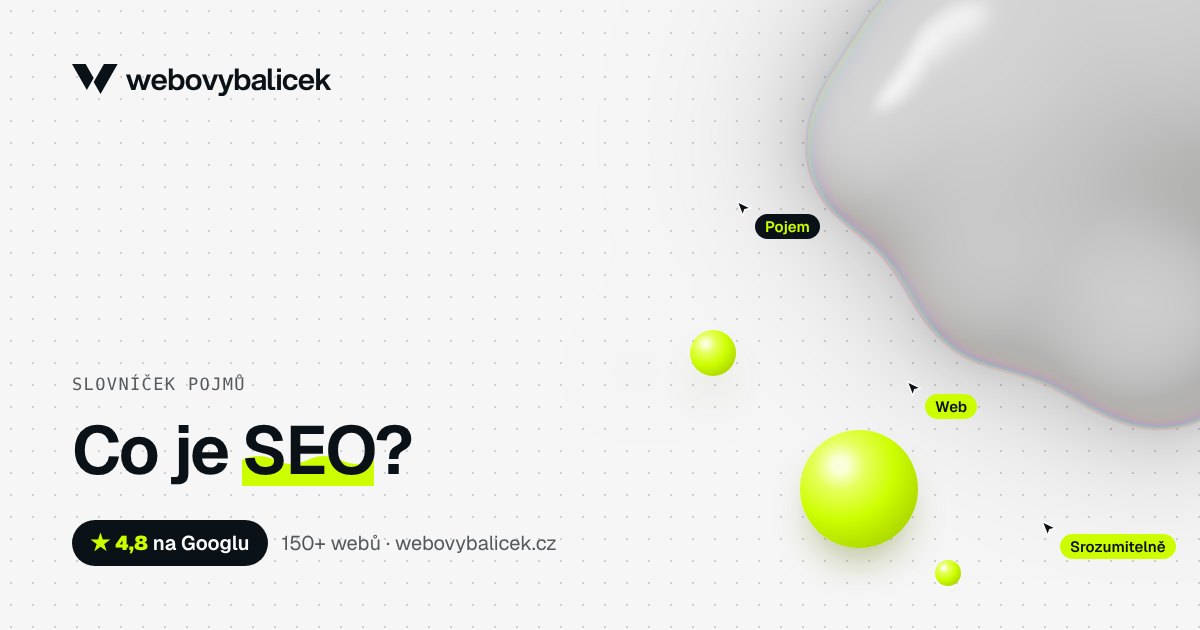 webovybalicek
Pojem
SLOVNÍČEK POJMŮ
Web
Co je SEO?
★ 4,8 na Googlu
150+ webů · webovybalicek.cz
Srozumitelně